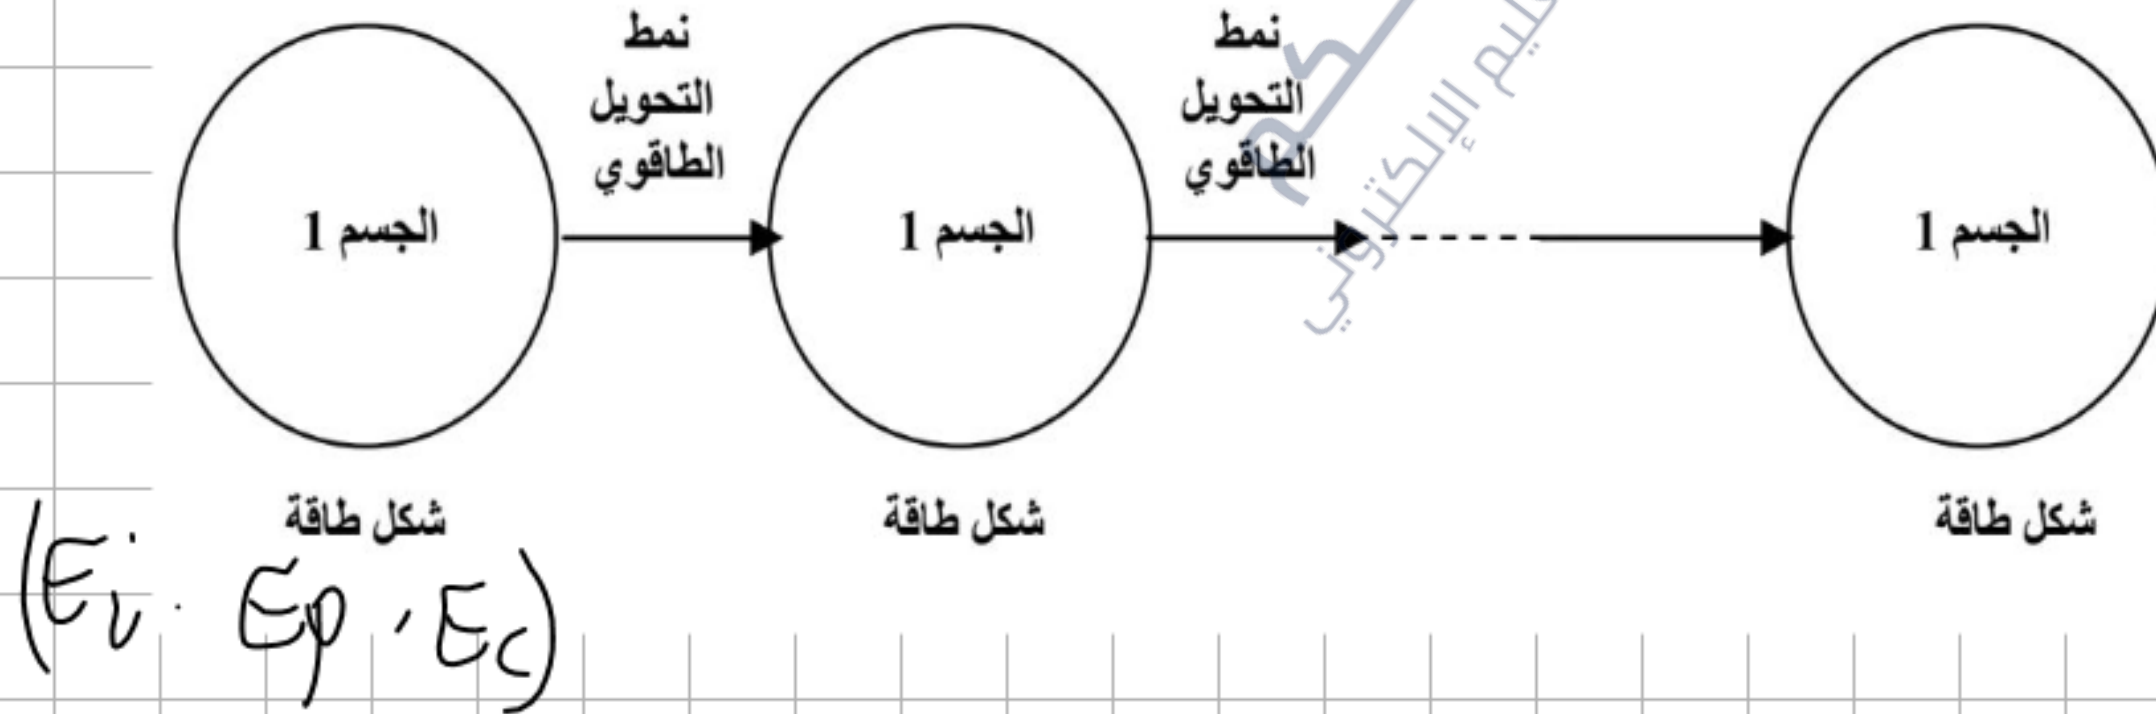 نمط
التحويل
الطاقوي
نمط
التحويل
الطاقوي
الجسم 1
الجسم 1
الجسم 1
شكل طاقة
شكل طاقة
شكل طاقة
(Ei . Ep , Ec)
الإلكتروني